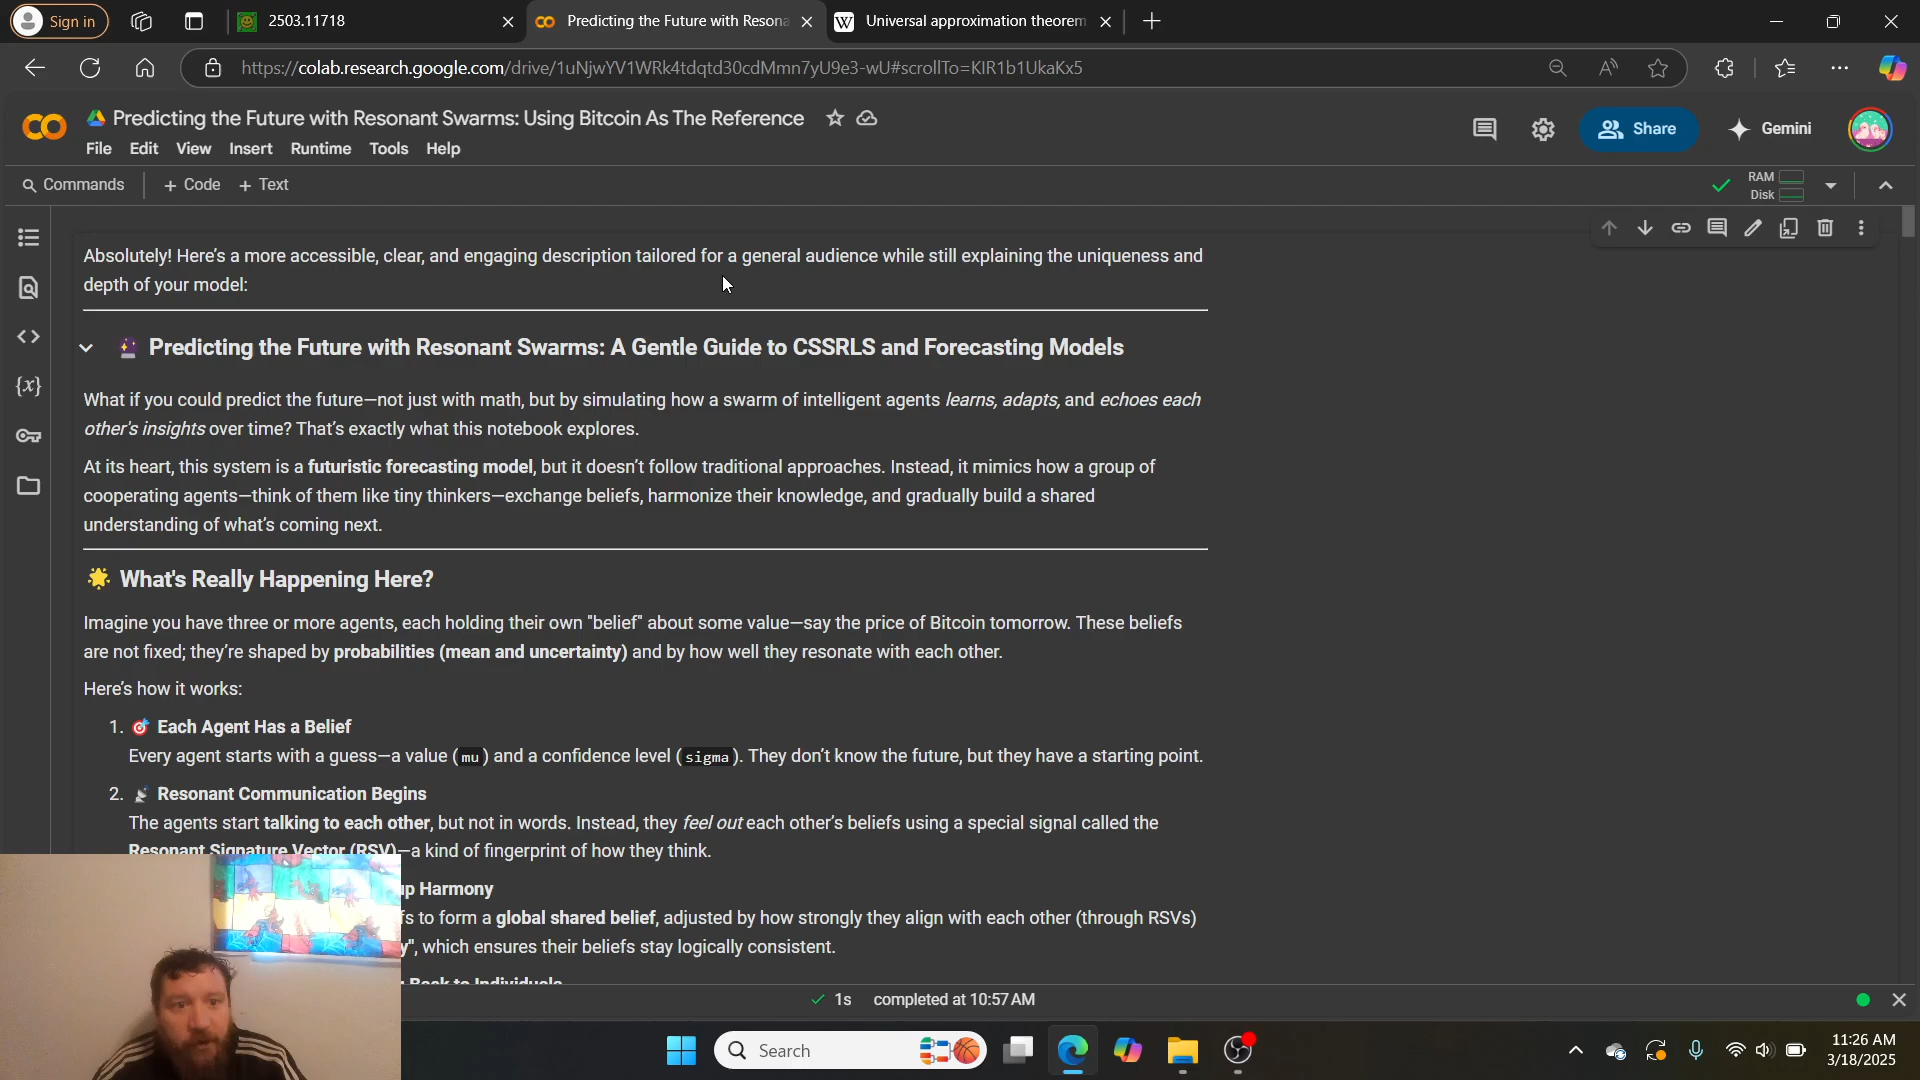 Sign in
2503.11718
Predicting the Future with Resona
Universal approximation theorem
https://colab.research.google.com/drive/1uNjwYV1WRk4tdqtd30cdMmn7yU9e3-wU#scrollTo=KIR1b1UkaKx5
Predicting the Future with Resonant Swarms: Using Bitcoin As The Reference
File Edit View Insert Runtime Tools Help
Share
Gemini
Commands + Code + Text
RAM
Disk
Absolutely! Here’s a more accessible, clear, and engaging description tailored for a general audience while still explaining the uniqueness and
depth of your model:
Predicting the Future with Resonant Swarms: A Gentle Guide to CSSRLS and Forecasting Models
What if you could predict the future—not just with math, but by simulating how a swarm of intelligent agents learns, adapts, and echoes each
other's insights over time? That’s exactly what this notebook explores.
At its heart, this system is a futuristic forecasting model, but it doesn’t follow traditional approaches. Instead, it mimics how a group of
cooperating agents—think of them like tiny thinkers—exchange beliefs, harmonize their knowledge, and gradually build a shared
understanding of what’s coming next.
What's Really Happening Here?
Imagine you have three or more agents, each holding their own "belief" about some value—say the price of Bitcoin tomorrow. These beliefs
are not fixed; they’re shaped by probabilities (mean and uncertainty) and by how well they resonate with each other.
Here’s how it works:
1. Each Agent Has a Belief
Every agent starts with a guess—a value (mu) and a confidence level (sigma). They don’t know the future, but they have a starting point.
2. Resonant Communication Begins
The agents start talking to each other, but not in words. Instead, they feel out each other’s beliefs using a special signal called the
Resonant Signature Vector (RSV)—a kind of fingerprint of how they think.
up Harmony
fs to form a global shared belief, adjusted by how strongly they align with each other (through RSVs)
y", which ensures their beliefs stay logically consistent.
Back to Individuals
1s completed at 10:57 AM
Search
11:26 AM
3/18/2025